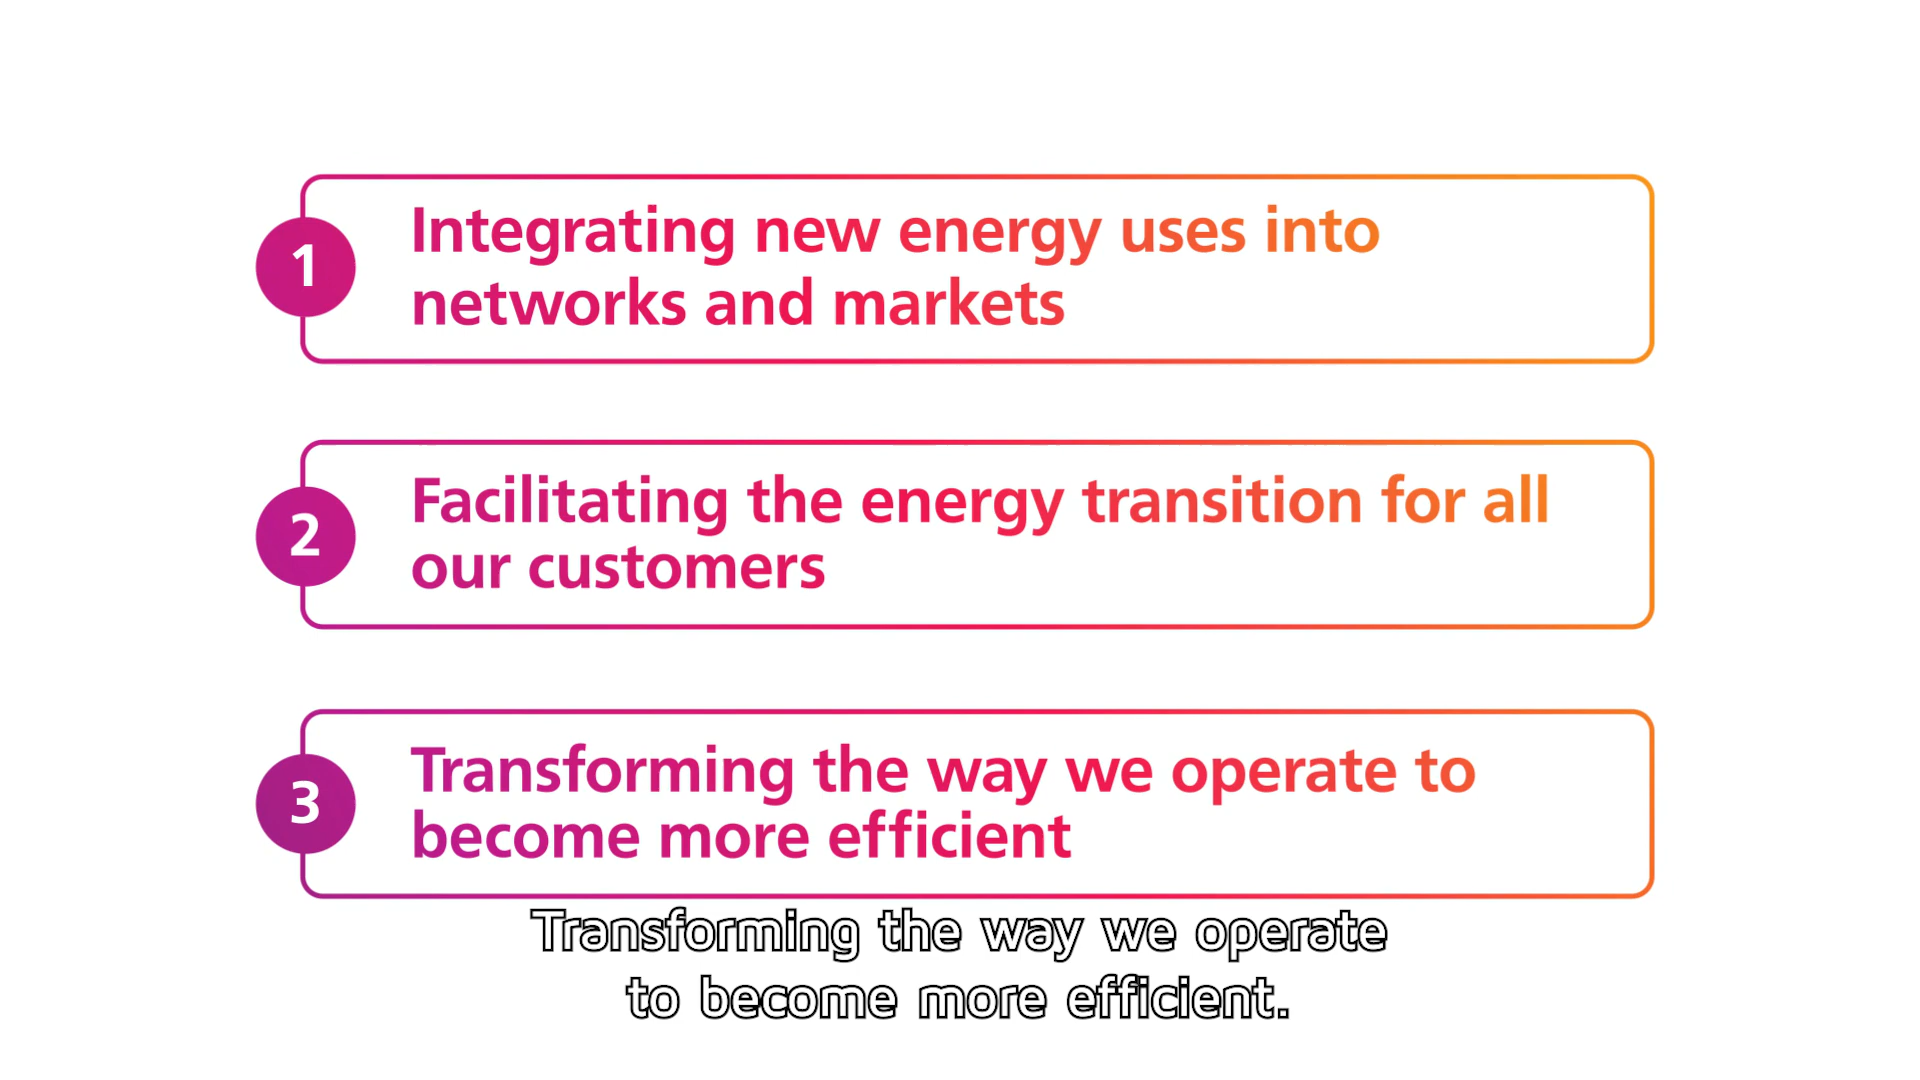 1
Integrating new energy uses into
networks and markets
2
Facilitating the energy transition for all
our customers
3
Transforming the way we operate to
become more efficient
Transforming the way we operate
to become more efficient.